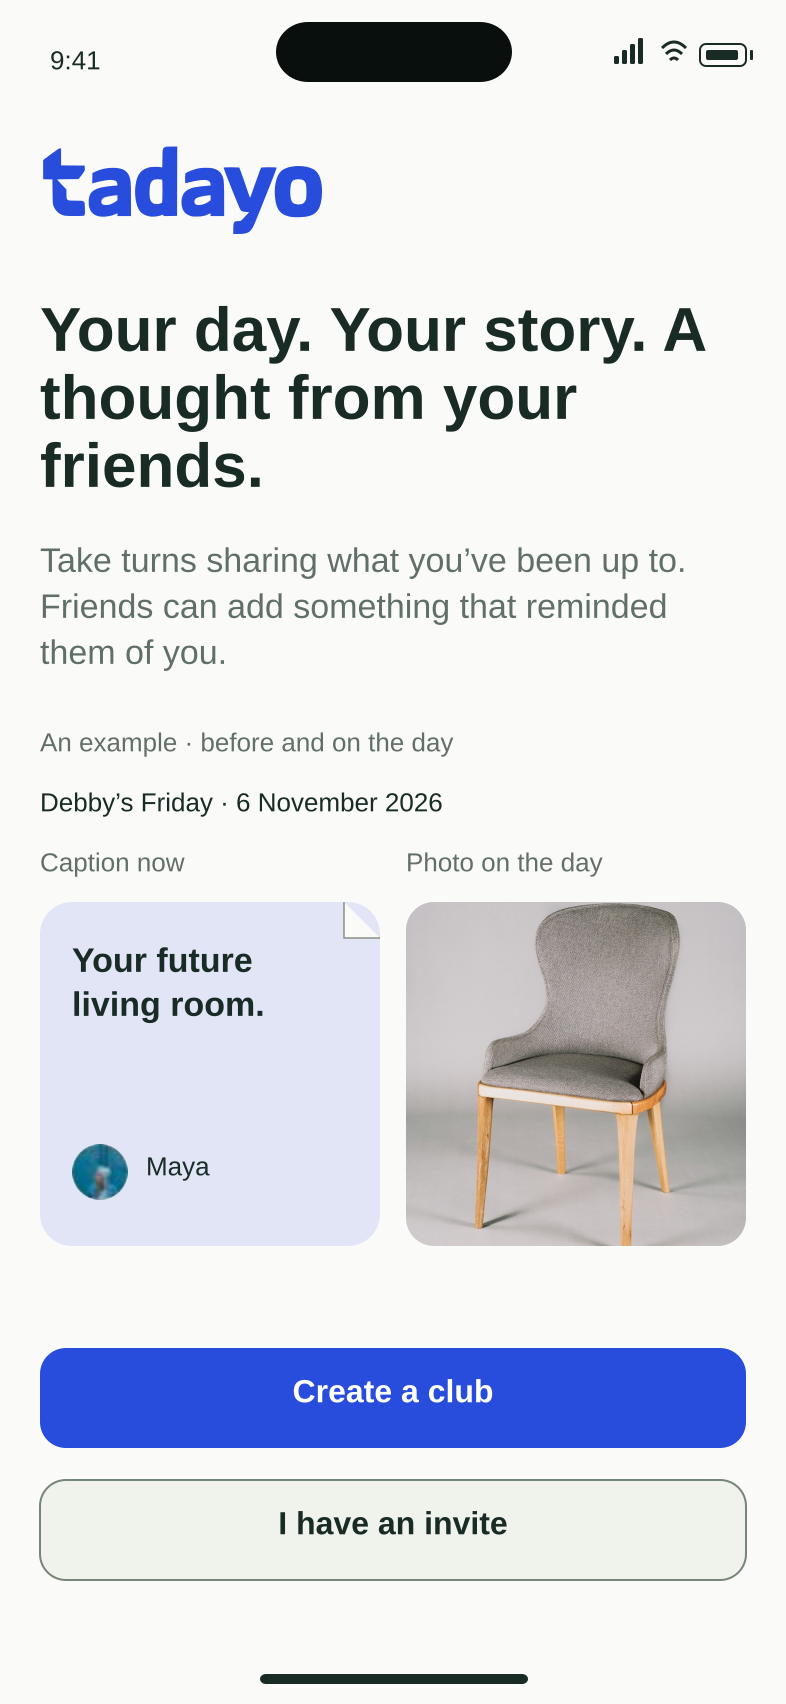 9:41
tadayo
Your day. Your story. A
thought from your
friends.
Take turns sharing what you’ve been up to.
Friends can add something that reminded
them of you.
An example · before and on the day
Debby’s Friday · 6 November 2026
Caption now
Photo on the day
Your future
living room.
Maya
Create a club
I have an invite